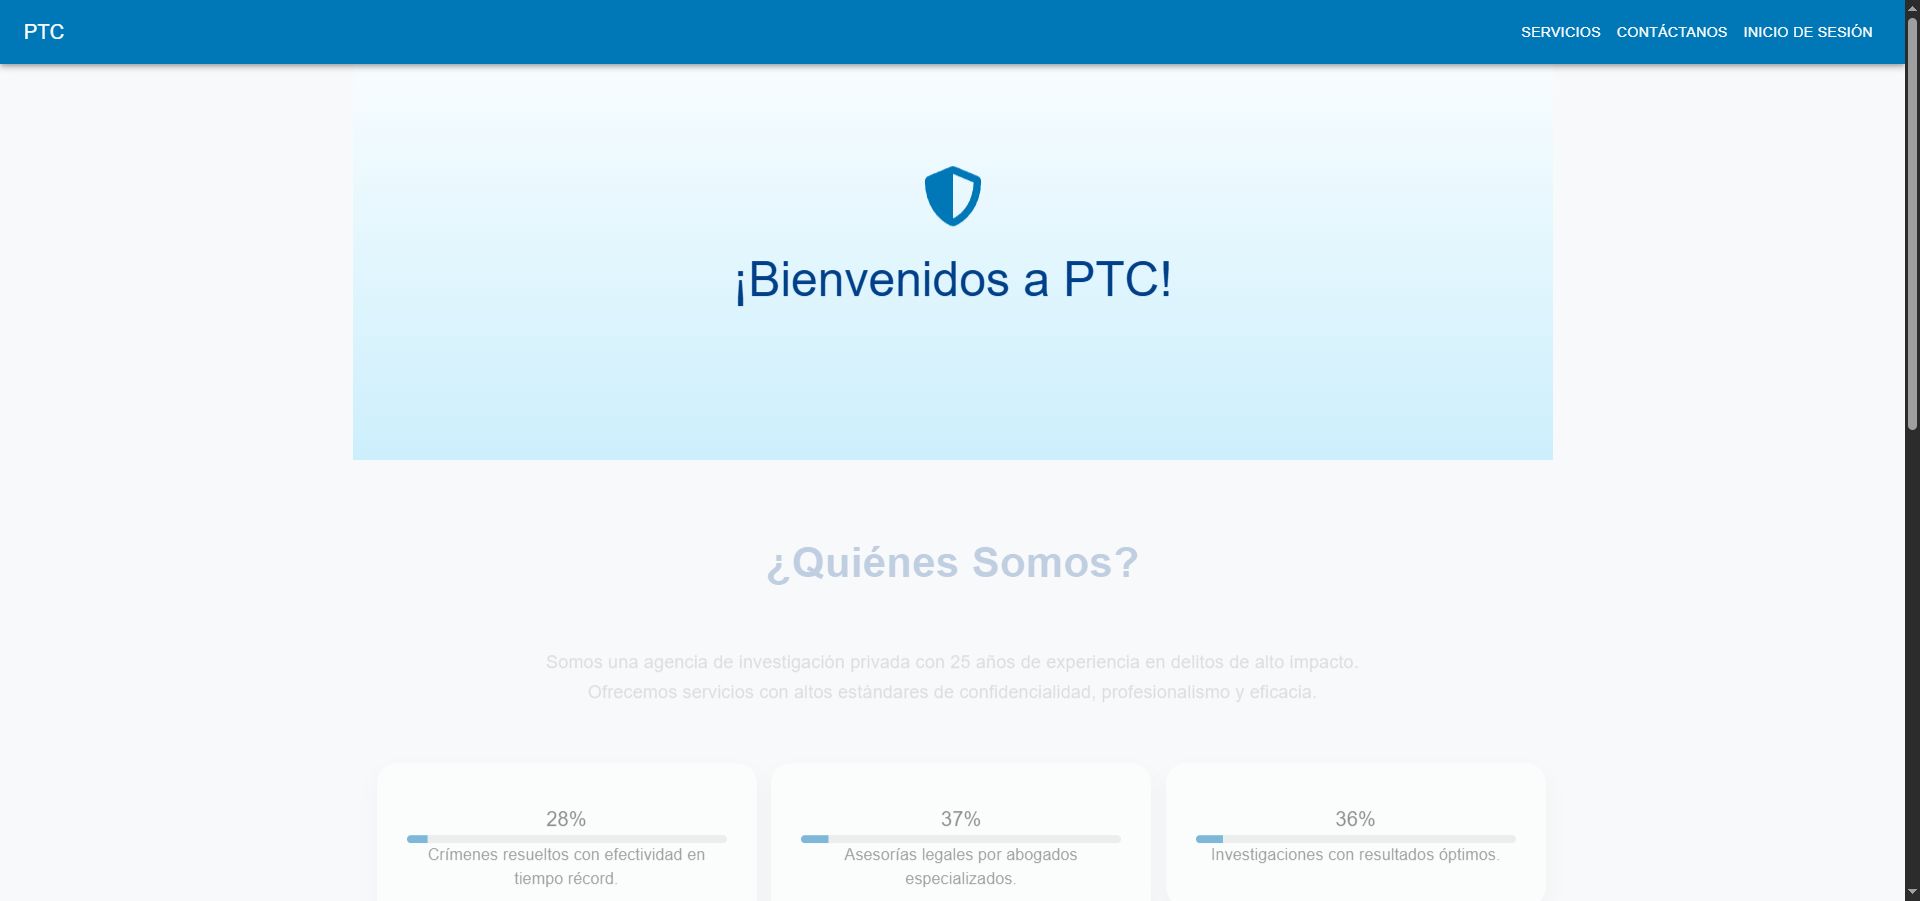 PTC
SERVICIOS CONTÁCTANOS INICIO DE SESIÓN
¡Bienvenidos a PTC!
¿Quiénes Somos?
Somos una agencia de investigación privada con 25 años de experiencia en delitos de alto impacto.
Ofrecemos servicios con altos estándares de confidencialidad, profesionalismo y eficacia.
28%
Crímenes resueltos con efectividad en
tiempo récord.
37%
Asesorías legales por abogados
especializados.
36%
Investigaciones con resultados óptimos.